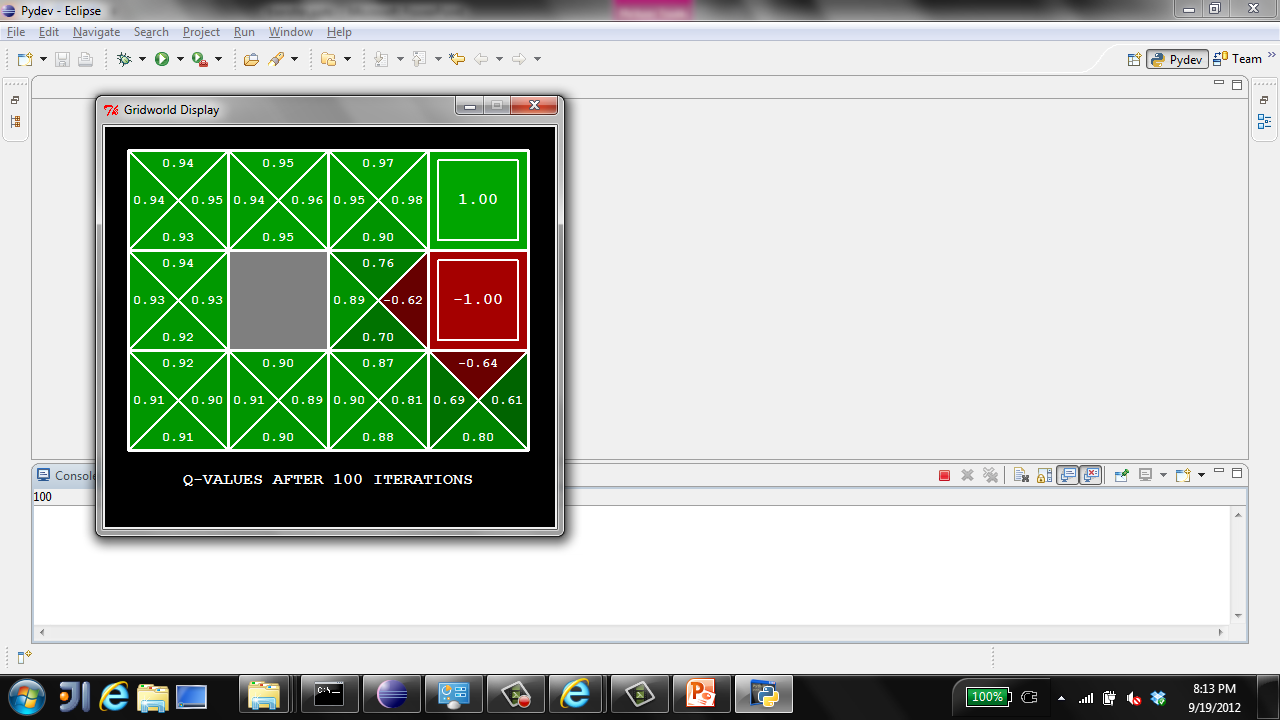 Pydev - Eclipse
File Edit Navigate Search Project Run Window Help
Pydev Team
Gridworld Display
0.94 0.95 0.97
0.94 0.95 0.94 0.96 0.95 0.98 1.00
0.93 0.95 0.90
0.94 0.76
0.93 0.93 0.89 -0.62 -1.00
0.92 0.70
0.92 0.90 0.87 -0.64
0.91 0.90 0.91 0.89 0.90 0.81 0.69 0.61
0.91 0.90 0.88 0.80
Q-VALUES AFTER 100 ITERATIONS
Console
100
100%
8:13 PM
9/19/2012